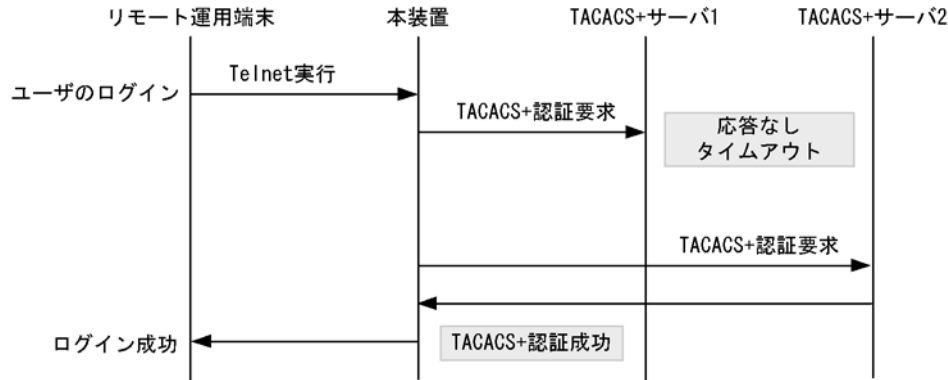 リモート運用端末
本装置
TACACS+サーバ1
TACACS+サーバ2
ユーザのログイン
Telnet実行
TACACS+認証要求
応答なし
タイムアウト
TACACS+認証要求
ログイン成功
TACACS+認証成功